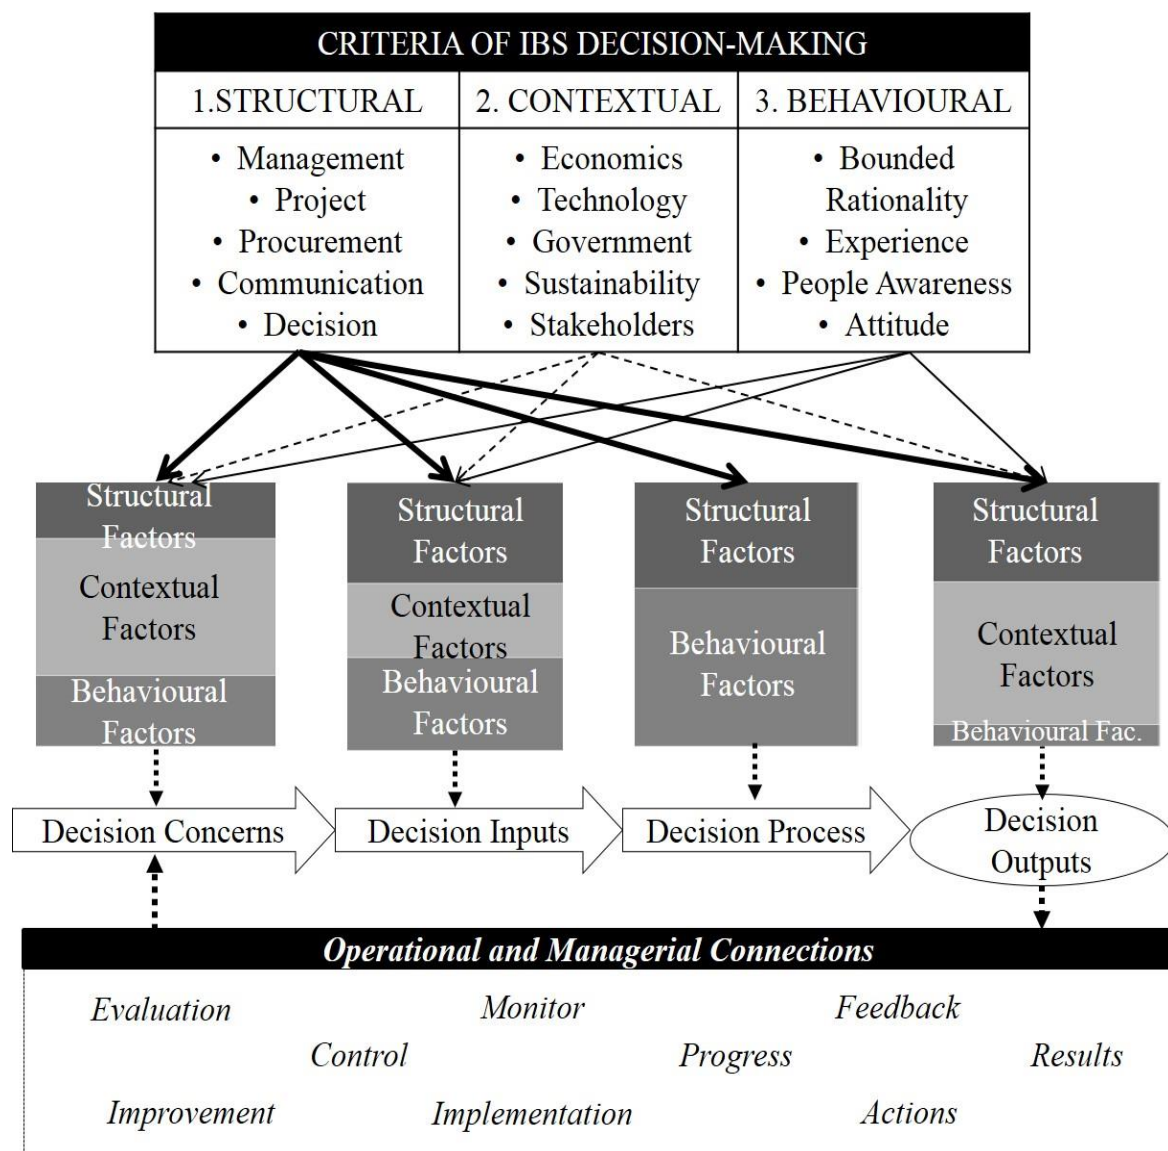 CRITERIA OF IBS DECISION-MAKING
1.STRUCTURAL
2. CONTEXTUAL
3. BEHAVIOURAL
• Management
• Project
• Procurement
• Communication
• Decision
• Economics
• Technology
• Government
• Sustainability
• Stakeholders
• Bounded
Rationality
• Experience
• People Awareness
• Attitude
Structural
Factors
Contextual
Factors
Behavioural
Factors
Structural
Factors
Contextual
Factors
Behavioural
Factors
Structural
Factors
Behavioural
Factors
Structural
Factors
Contextual
Factors
Behavioural Fac.
Decision Concerns
Decision Inputs
Decision Process
Decision
Outputs
Operational and Managerial Connections
Evaluation
Monitor
Feedback
Control
Progress
Results
Improvement
Implementation
Actions